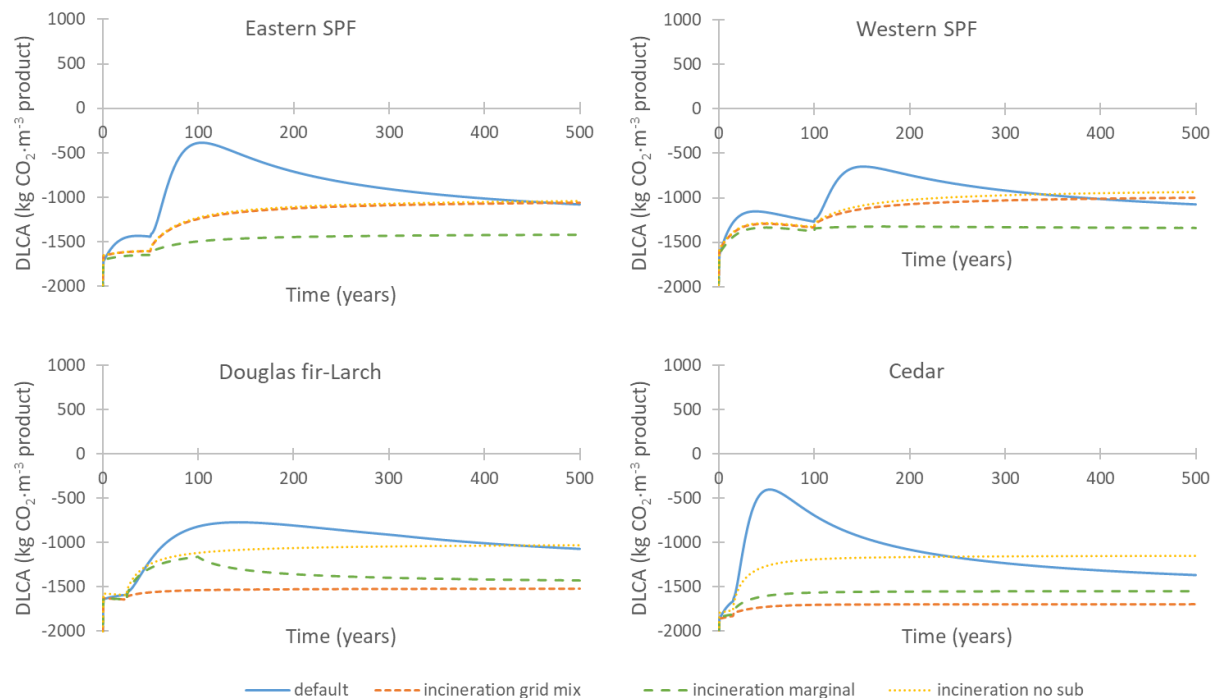 Eastern SPF
1000
500
0
-500
-1000
-1500
-2000
0 100 200 300 400 500
DLCA (kg CO₂·m⁻³ product)
Time (years)
Western SPF
1000
500
0
-500
-1000
-1500
-2000
0 100 200 300 400 500
DLCA (kg CO₂·m⁻³ product)
Time (years)
Douglas fir-Larch
1000
500
0
-500
-1000
-1500
-2000
0 100 200 300 400 500
DLCA (kg CO₂·m⁻³ product)
Time (years)
Cedar
1000
500
0
-500
-1000
-1500
-2000
0 100 200 300 400 500
DLCA (kg CO₂·m⁻³ product)
Time (years)
default incineration grid mix incineration marginal incineration no sub